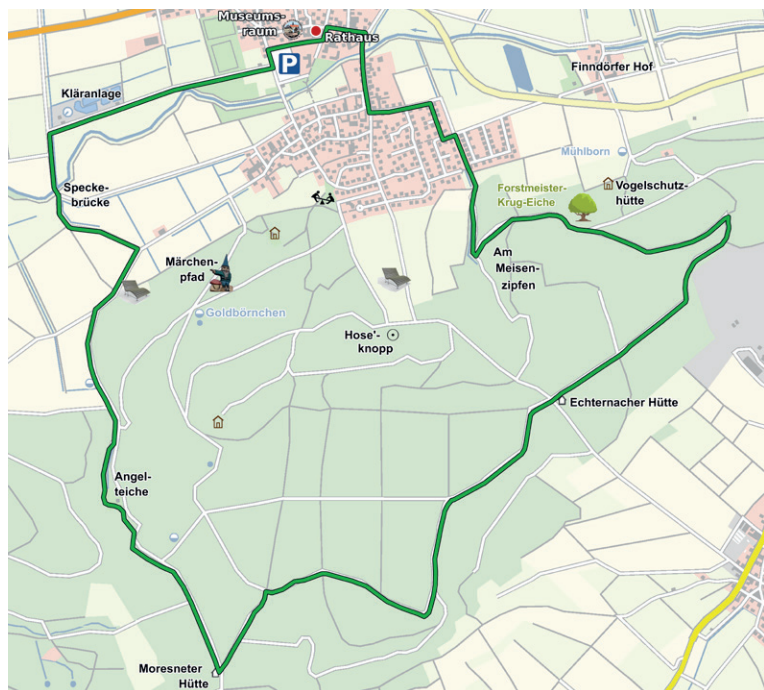 Museums-
raum
Rathaus
P
Finndörfer Hof
Kläranlage
Mühlborn
Specke-
brücke
Forstmeister-
Krug-Eiche
Vogelschutz-
hütte
Märchen-
pfad
Am
Meisen-
zipfen
Goldbörnchen
Hose'-
knopp
Echternacher Hütte
Angel-
teiche
Moresneter
Hütte